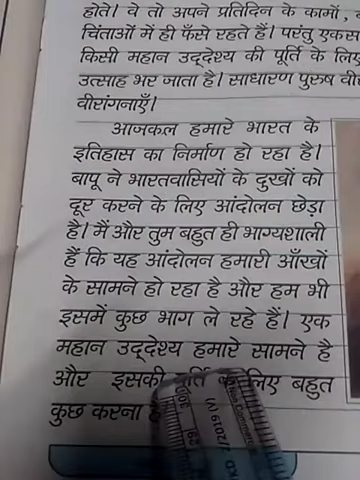 होते। वे तो अपने प्रतिदिन के कामों,
चिंताओं में ही फँसे रहते हैं। परंतु एकस
किसी महान उद्देश्य की पूर्ति के लिए
उत्साह भर जाता है। साधारण पुरुष वीर
वीरांगनाएँ।
आजकल हमारे भारत के
इतिहास का निर्माण हो रहा है।
बापू ने भारतवासियों के दुखों को
दूर करने के लिए आंदोलन छेड़ा
है। मैं और तुम बहुत ही भाग्यशाली
हैं कि यह आंदोलन हमारी आँखों
के सामने हो रहा है और हम भी
इसमें कुछ भाग ले रहे हैं। एक
महान उद्देश्य हमारे सामने है
और इसकी पूर्ति के लिए बहुत
कुछ करना